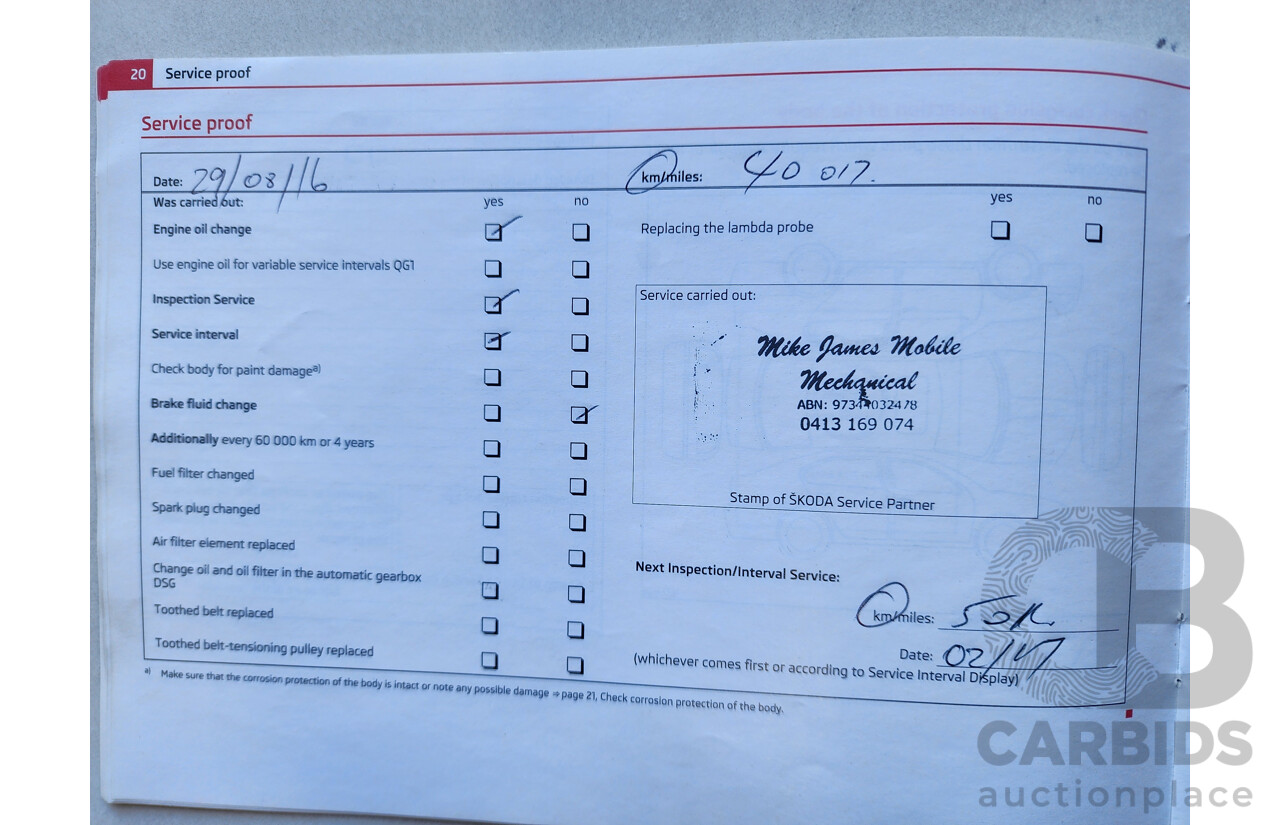 20 Service proof
Service proof
Date: 29/08/16 km/miles: 40 017.
Was carried out: yes no yes no
Engine oil change
Replacing the lambda probe
Use engine oil for variable service intervals QG1
Inspection Service
Service interval
Check body for paint damage a)
Brake fluid change
Additionally every 60 000 km or 4 years
Fuel filter changed
Spark plug changed
Air filter element replaced
Change oil and oil filter in the automatic gearbox
DSG
Toothed belt replaced
Toothed belt-tensioning pulley replaced
Service carried out:
Mike James Mobile
Mechanical
ABN: 97344032478
0413 169 074
Stamp of ŠKODA Service Partner
Next Inspection/Interval Service:
km/miles: 50K
Date: 02/17
(whichever comes first or according to Service Interval Display)
a) Make sure that the corrosion protection of the body is intact or note any possible damage ⇒ page 21, Check corrosion protection of the body.
CARBIDS
auctionplace